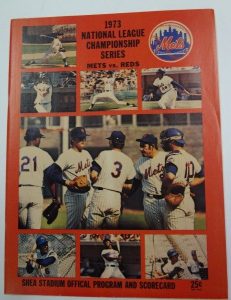 1973
NATIONAL LEAGUE
CHAMPIONSHIP
SERIES
METS vs. REDS
Mets
21
3
10
Mets
SHEA STADIUM OFFICIAL PROGRAM AND SCORECARD
25¢